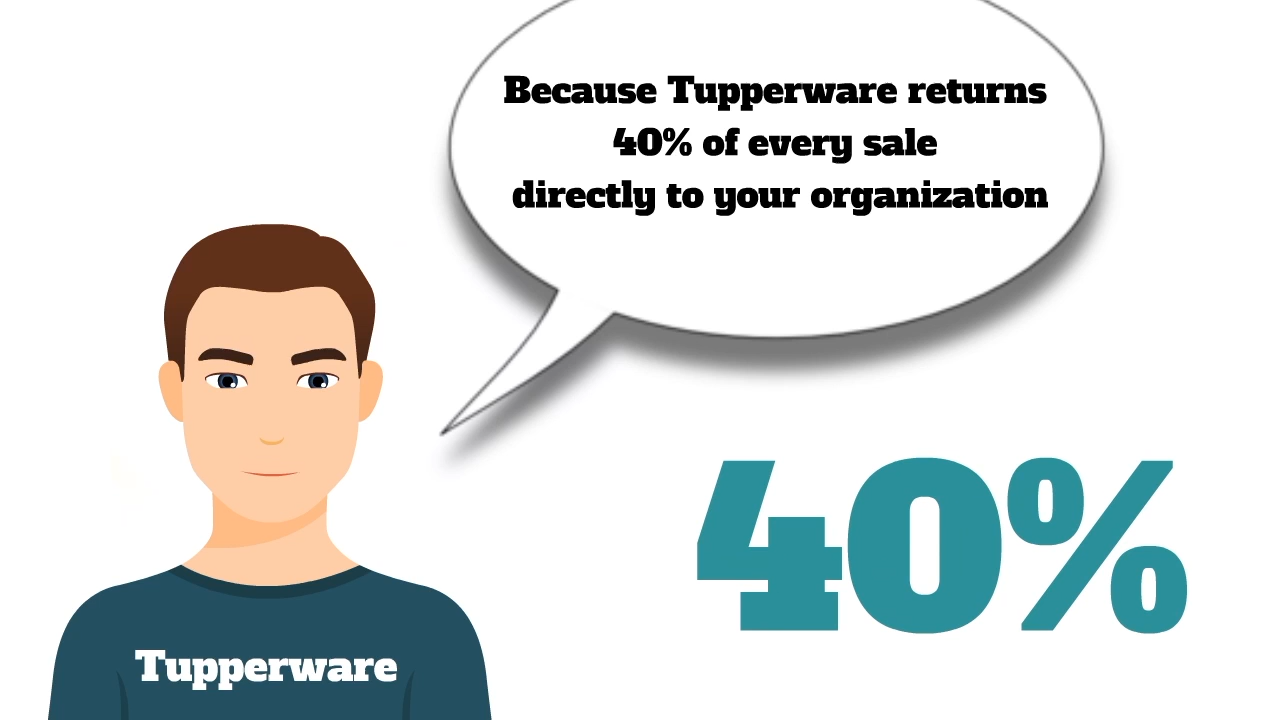 Because Tupperware returns
40% of every sale
directly to your organization
40%
Tupperware